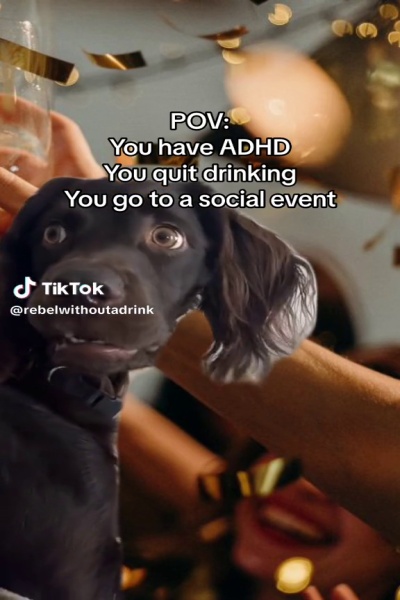 POV:
You have ADHD
You quit drinking
You go to a social event
TikTok
@rebelwithoutadrink